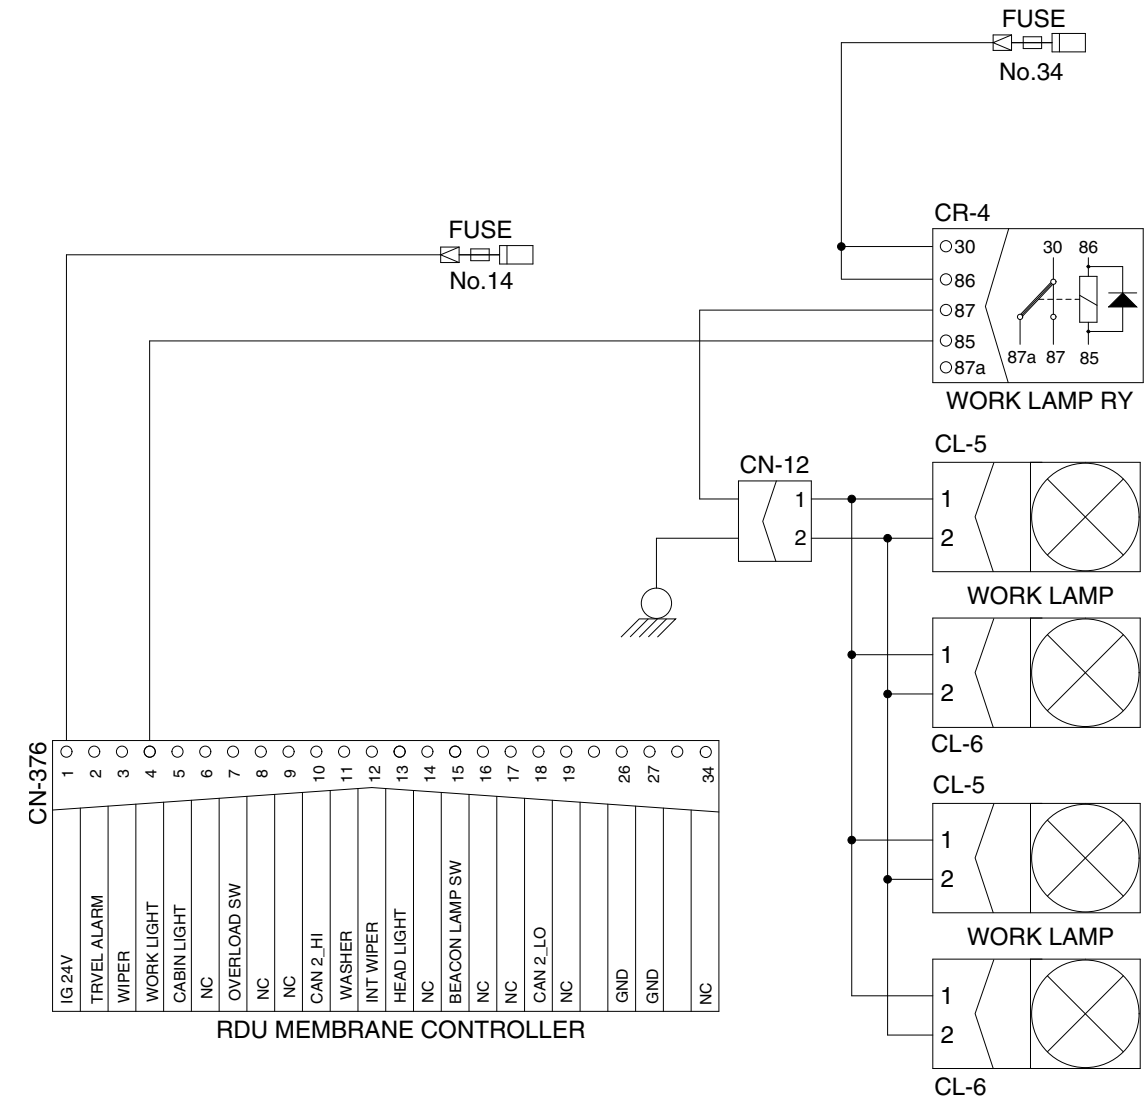 FUSE
No.34
CR-4
30
86
87
85
87a
30 86
87a 87 85
WORK LAMP RY
FUSE
No.14
CN-12
1
2
CL-5
1
2
WORK LAMP
1
2
CL-6
CL-5
1
2
WORK LAMP
1
2
CL-6
CN-376
1 2 3 4 5 6 7 8 9 10 11 12 13 14 15 16 17 18 19 26 27 34
IG 24V
TRVEL ALARM
WIPER
WORK LIGHT
CABIN LIGHT
NC
OVERLOAD SW
NC
NC
CAN 2_HI
WASHER
INT WIPER
HEAD LIGHT
NC
BEACON LAMP SW
NC
NC
CAN 2_LO
NC
GND
GND
NC
RDU MEMBRANE CONTROLLER